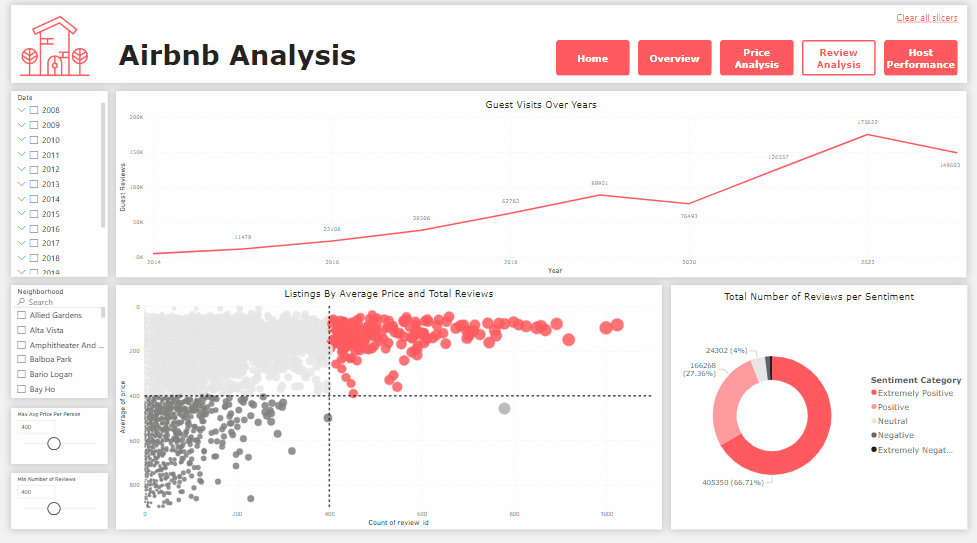 Clear all slicers
Airbnb Analysis
Home
Overview
Price
Analysis
Review
Analysis
Host
Performance
Date
2008
2009
2010
2011
2012
2013
2014
2015
2016
2017
2018
2019
Guest Visits Over Years
200K
150K
100K
50K
0K
Guest Reviews
11478
23108
38506
62782
88951
76493
126557
175622
149663
2014
2016
2018
2020
2022
Year
Neighborhood
Search
Allied Gardens
Alta Vista
Amphitheater And ...
Balboa Park
Bario Logan
Bay Ho
Max Avg Price Per Person
400
Min Number of Reviews
400
Listings By Average Price and Total Reviews
0
200
400
600
800
Average of price
0
200
400
600
800
1000
Count of review_id
Total Number of Reviews per Sentiment
24302 (4%)
166268
(27.36%)
405350 (66.71%)
Sentiment Category
Extremely Positive
Positive
Neutral
Negative
Extremely Negat...